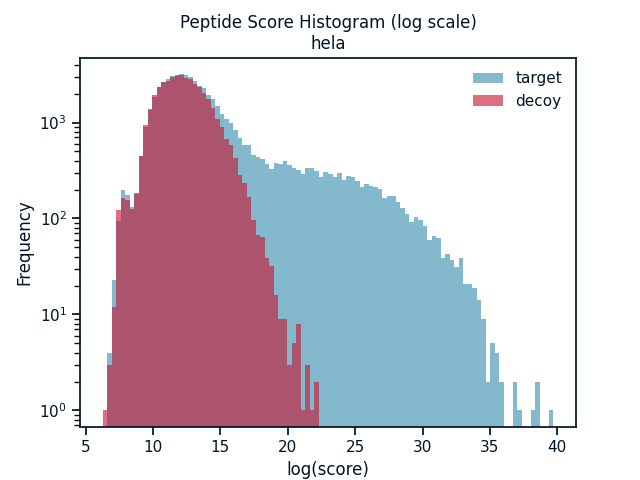 Peptide Score Histogram (log scale)
hela
target
decoy
Frequency
10³
10²
10¹
10⁰
5 10 15 20 25 30 35 40
log(score)